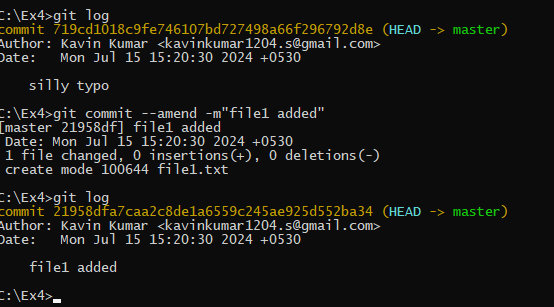 C:\Ex4>git log
commit 719cd1018c9fe746107bd727498a66f296792d8e (HEAD -> master)
Author: Kavin Kumar <kavinkumar1204.s@gmail.com>
Date:   Mon Jul 15 15:20:30 2024 +0530

    silly typo

C:\Ex4>git commit --amend -m"file1 added"
[master 21958df] file1 added
 Date: Mon Jul 15 15:20:30 2024 +0530
 1 file changed, 0 insertions(+), 0 deletions(-)
 create mode 100644 file1.txt

C:\Ex4>git log
commit 21958dfa7caa2c8de1a6559c245ae925d552ba34 (HEAD -> master)
Author: Kavin Kumar <kavinkumar1204.s@gmail.com>
Date:   Mon Jul 15 15:20:30 2024 +0530

    file1 added

C:\Ex4>